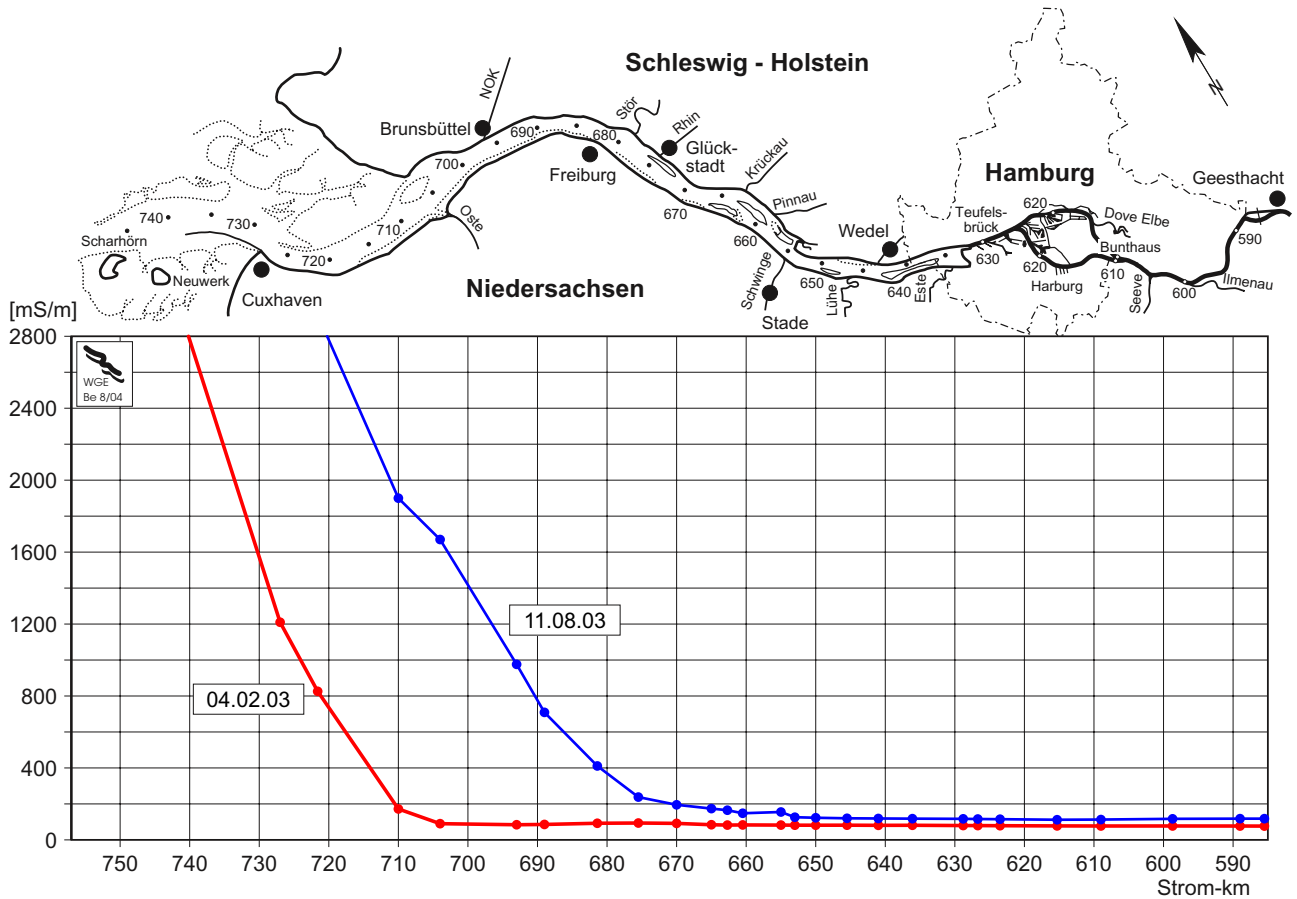 Schleswig - Holstein
NOK
Brunsbüttel
690
680
Stör
Rhin
Glück-
stadt
Krückau
Freiburg
700
670
Pinnau
Hamburg
Geesthacht
740
730
710
Oste
660
Wedel
Teufels-
brück
620
Dove Elbe
Scharhörn
720
Neuwerk
Cuxhaven
Niedersachsen
Schwinge
Stade
650
Lühe
640
Este
630
620
Harburg
Bunthaus
610
Seeve
600
Ilmenau
590
N
[mS/m]
2800
2400
2000
1600
1200
800
400
0
WGE
Be 8/04
11.08.03
04.02.03
750 740 730 720 710 700 690 680 670 660 650 640 630 620 610 600 590
Strom-km